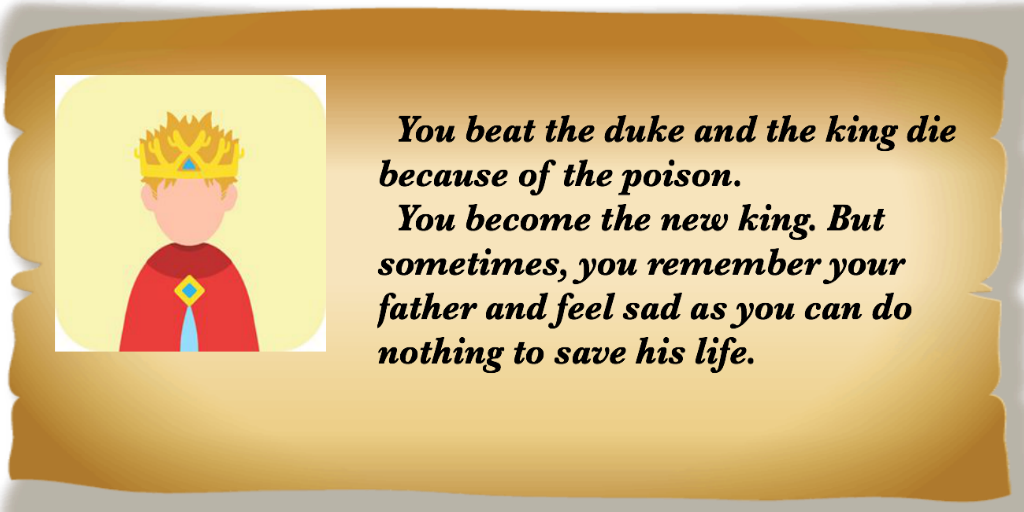 You beat the duke and the king die
because of the poison.
You become the new king. But
sometimes, you remember your
father and feel sad as you can do
nothing to save his life.